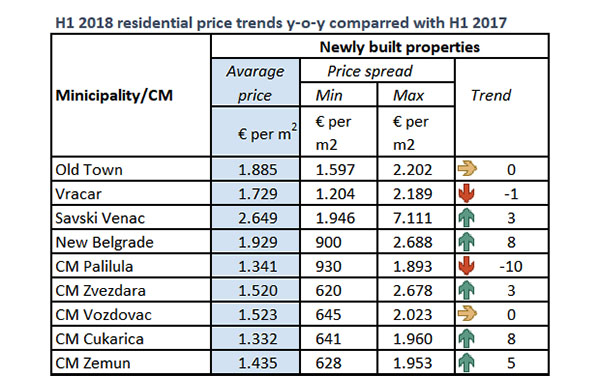 H1 2018 residential price trends y-o-y comparred with H1 2017
Newly built properties
Minicipality/CM
Avarage price
Price spread
Trend
Min
Max
€ per m2
€ per m2
€ per m2
Old Town 1.885 1.597 2.202 0
Vracar 1.729 1.204 2.189 -1
Savski Venac 2.649 1.946 7.111 3
New Belgrade 1.929 900 2.688 8
CM Palilula 1.341 930 1.893 -10
CM Zvezdara 1.520 620 2.678 3
CM Vozdovac 1.523 645 2.023 0
CM Cukarica 1.332 641 1.960 8
CM Zemun 1.435 628 1.953 5